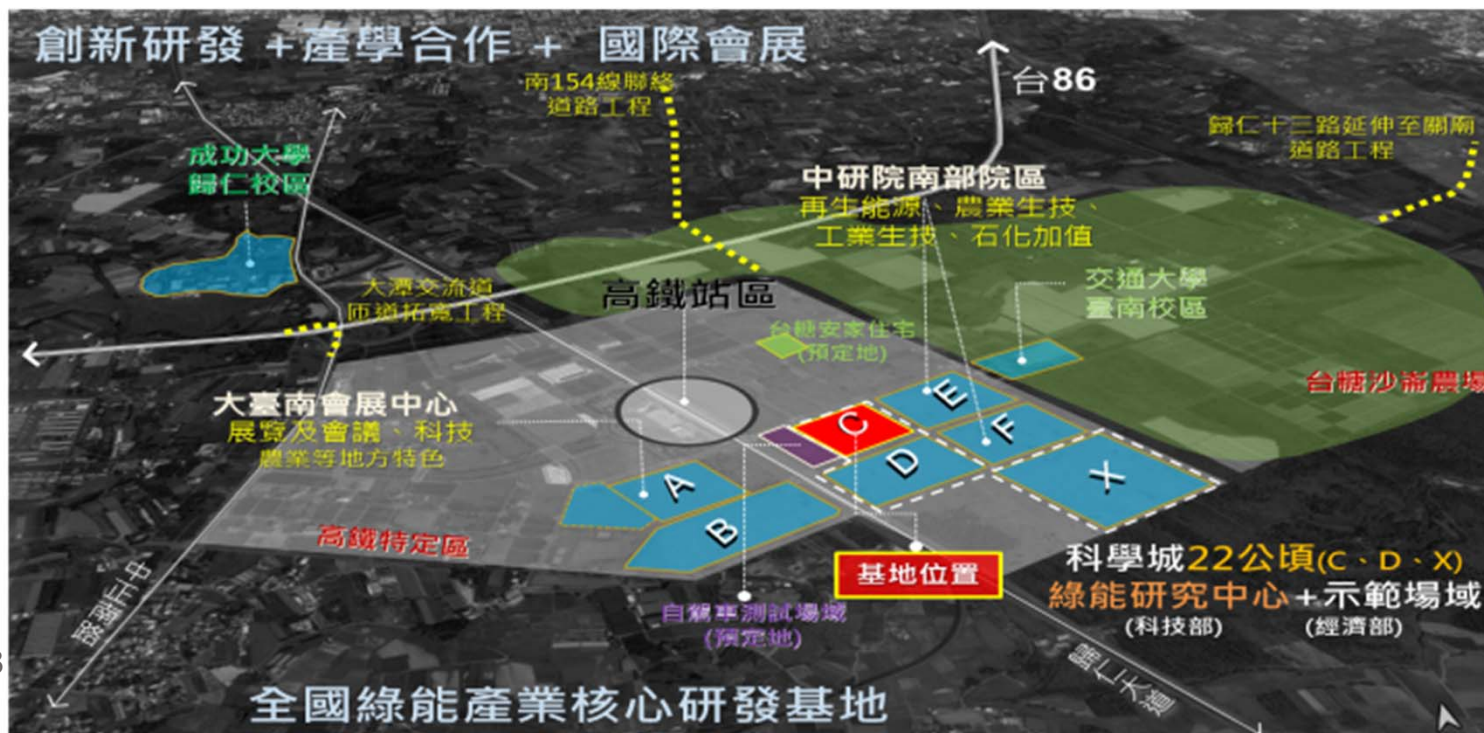 創新研發 +產學合作 + 國際會展
南154線聯絡
道路工程
台86
歸仁十三路延伸至關廟
道路工程
成功大學
歸仁校區
中研院南部院區
再生能源、農業生技、
工業生技、石化加值
大潭交流道
匝道拓寬工程
高鐵站區
交通大學
臺南校區
台糖安家住宅
(預定地)
台糖沙崙農場
大臺南會展中心
展覽及會議、科技
農業等地方特色
E
C
F
D
X
A
B
高鐵特定區
基地位置
科學城22公頃(C、D、X)
綠能研究中心+示範場域
(科技部)
(經濟部)
自駕車測試場域
(預定地)
中正南路
歸仁大道
全國綠能產業核心研發基地